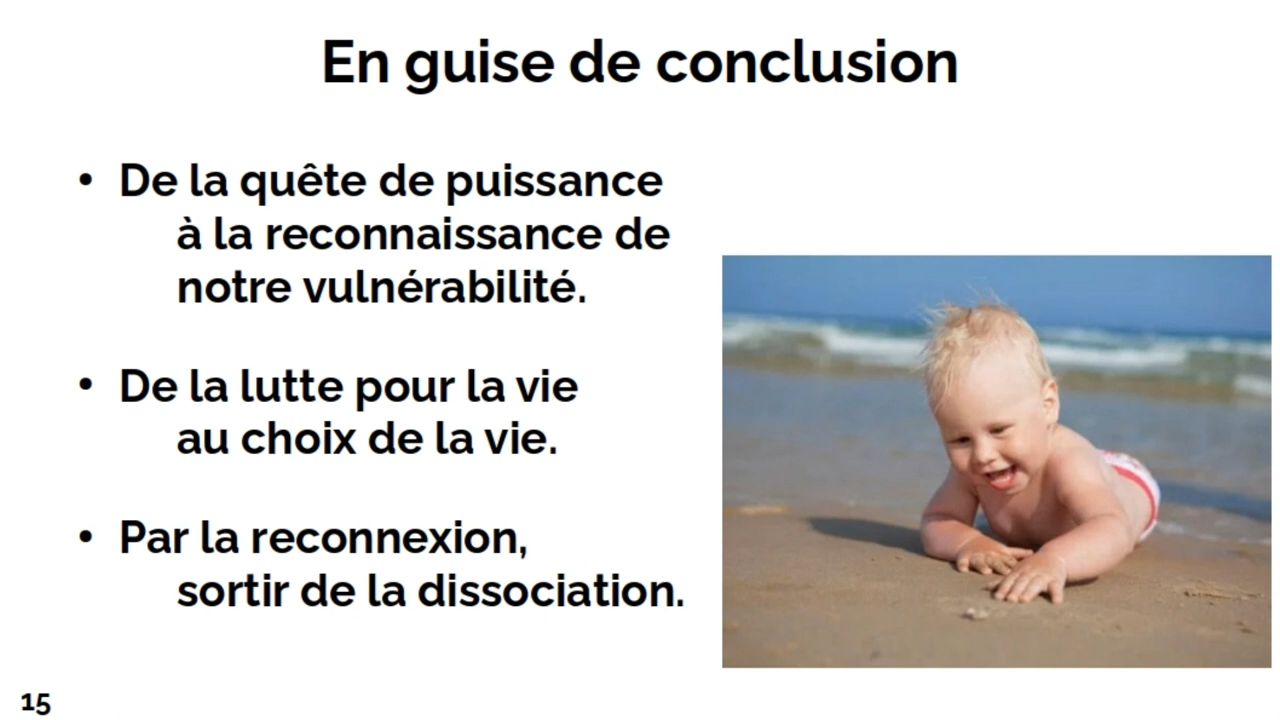 En guise de conclusion
• De la quête de puissance
à la reconnaissance de
notre vulnérabilité.
• De la lutte pour la vie
au choix de la vie.
• Par la reconnexion,
sortir de la dissociation.
15